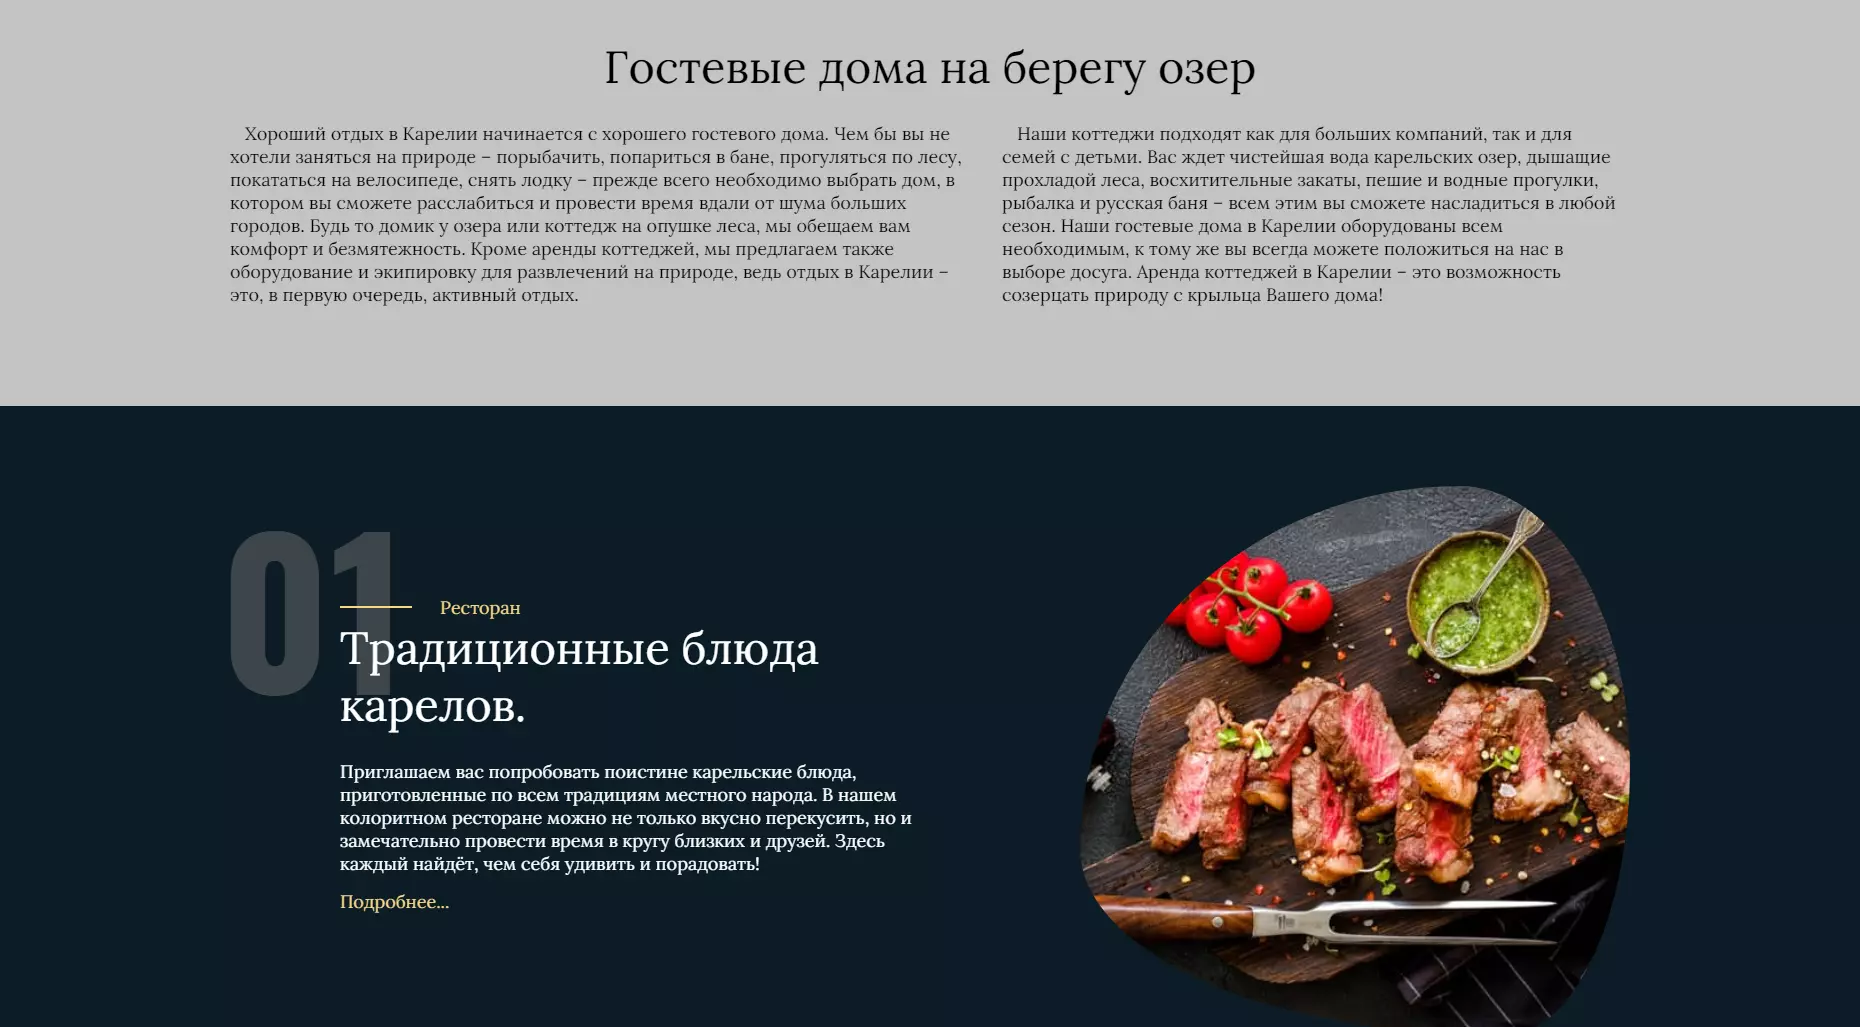 Гостевые дома на берегу озер
Хороший отдых в Карелии начинается с хорошего гостевого дома. Чем бы вы не
хотели заняться на природе – порыбачить, попариться в бане, прогуляться по лесу,
покататься на велосипеде, снять лодку – прежде всего необходимо выбрать дом, в
котором вы сможете расслабиться и провести время вдали от шума больших
городов. Будь то домик у озера или коттедж на опушке леса, мы обещаем вам
комфорт и безмятежность. Кроме аренды коттеджей, мы предлагаем также
оборудование и экипировку для развлечений на природе, ведь отдых в Карелии –
это, в первую очередь, активный отдых.
Наши коттеджи подходят как для больших компаний, так и для
семей с детьми. Вас ждет чистейшая вода карельских озер, дышащие
прохладой леса, восхитительные закаты, пешие и водные прогулки,
рыбалка и русская баня – всем этим вы сможете насладиться в любой
сезон. Наши гостевые дома в Карелии оборудованы всем
необходимым, к тому же вы всегда можете положиться на нас в
выборе досуга. Аренда коттеджей в Карелии – это возможность
созерцать природу с крыльца Вашего дома!
01
Ресторан
Традиционные блюда
карелов.
Приглашаем вас попробовать поистине карельские блюда,
приготовленные по всем традициям местного народа. В нашем
колоритном ресторане можно не только вкусно перекусить, но и
замечательно провести время в кругу близких и друзей. Здесь
каждый найдёт, чем себя удивить и порадовать!
Подробнее...